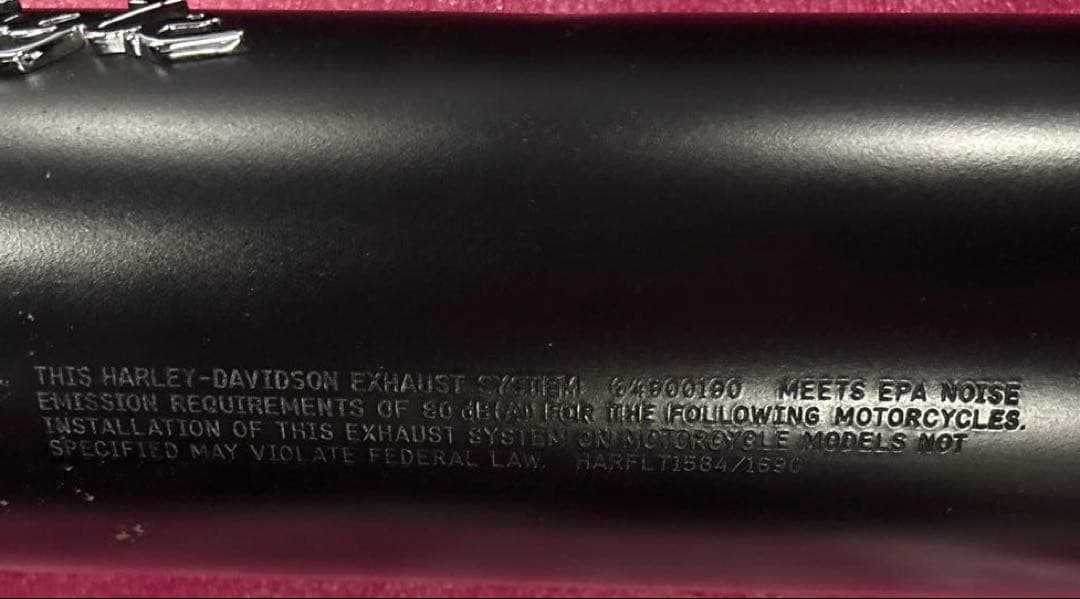 THIS HARLEY-DAVIDSON EXHAUST SYSTEM 64900190 MEETS EPA NOISE
EMISSION REQUIREMENTS OF 80 dB(A) FOR THE FOLLOWING MOTORCYCLES.
INSTALLATION OF THIS EXHAUST SYSTEM ON MOTORCYCLE MODELS NOT
SPECIFIED MAY VIOLATE FEDERAL LAW. HARFLT1584/1690